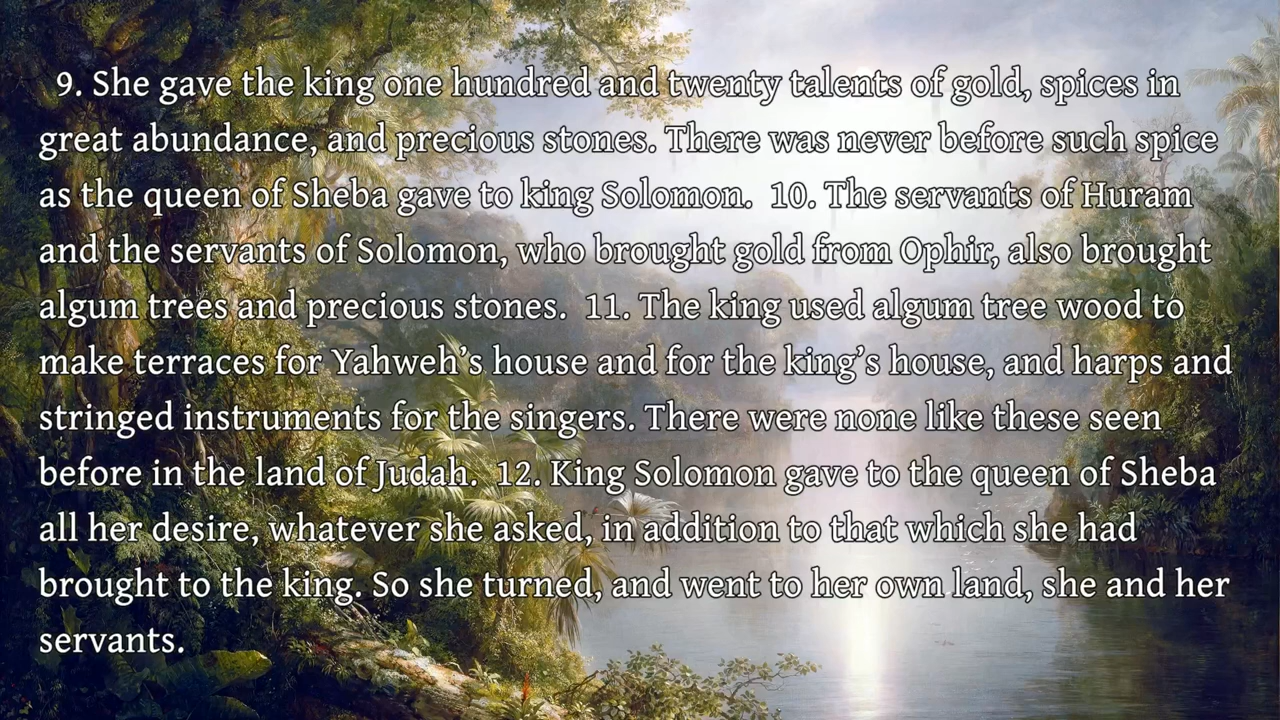 9. She gave the king one hundred and twenty talents of gold, spices in
great abundance, and precious stones. There was never before such spice
as the queen of Sheba gave to king Solomon.  10. The servants of Huram
and the servants of Solomon, who brought gold from Ophir, also brought
algum trees and precious stones.  11. The king used algum tree wood to
make terraces for Yahweh’s house and for the king’s house, and harps and
stringed instruments for the singers. There were none like these seen
before in the land of Judah.  12. King Solomon gave to the queen of Sheba
all her desire, whatever she asked, in addition to that which she had
brought to the king. So she turned, and went to her own land, she and her
servants.